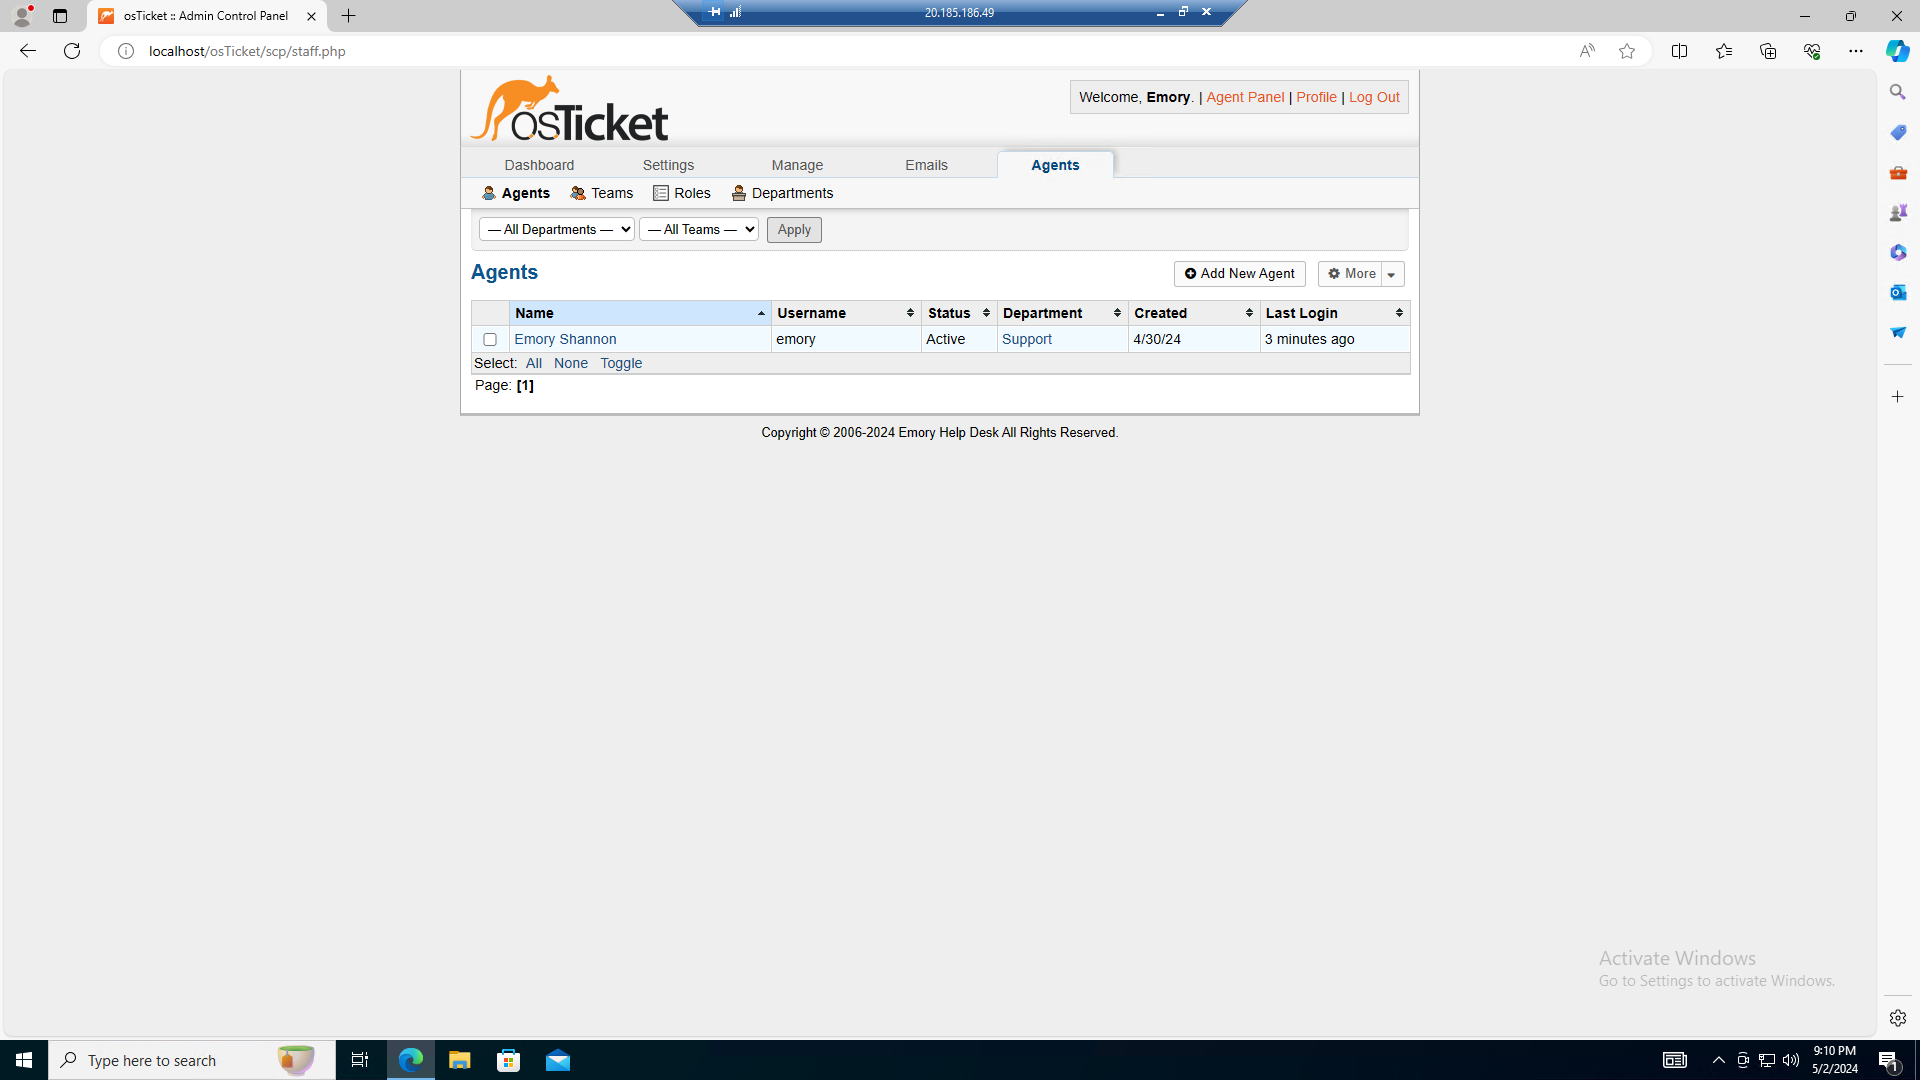 osTicket :: Admin Control Panel
20.185.186.49
localhost/osTicket/scp/staff.php
osTicket
Welcome, Emory. | Agent Panel | Profile | Log Out
Dashboard Settings Manage Emails Agents
Agents Teams Roles Departments
— All Departments — — All Teams — Apply
Agents
Add New Agent More
Name Username Status Department Created Last Login
Emory Shannon emory Active Support 4/30/24 3 minutes ago
Select: All None Toggle
Page: [1]
Copyright © 2006-2024 Emory Help Desk All Rights Reserved.
Activate Windows
Go to Settings to activate Windows.
Type here to search
9:10 PM
5/2/2024
1